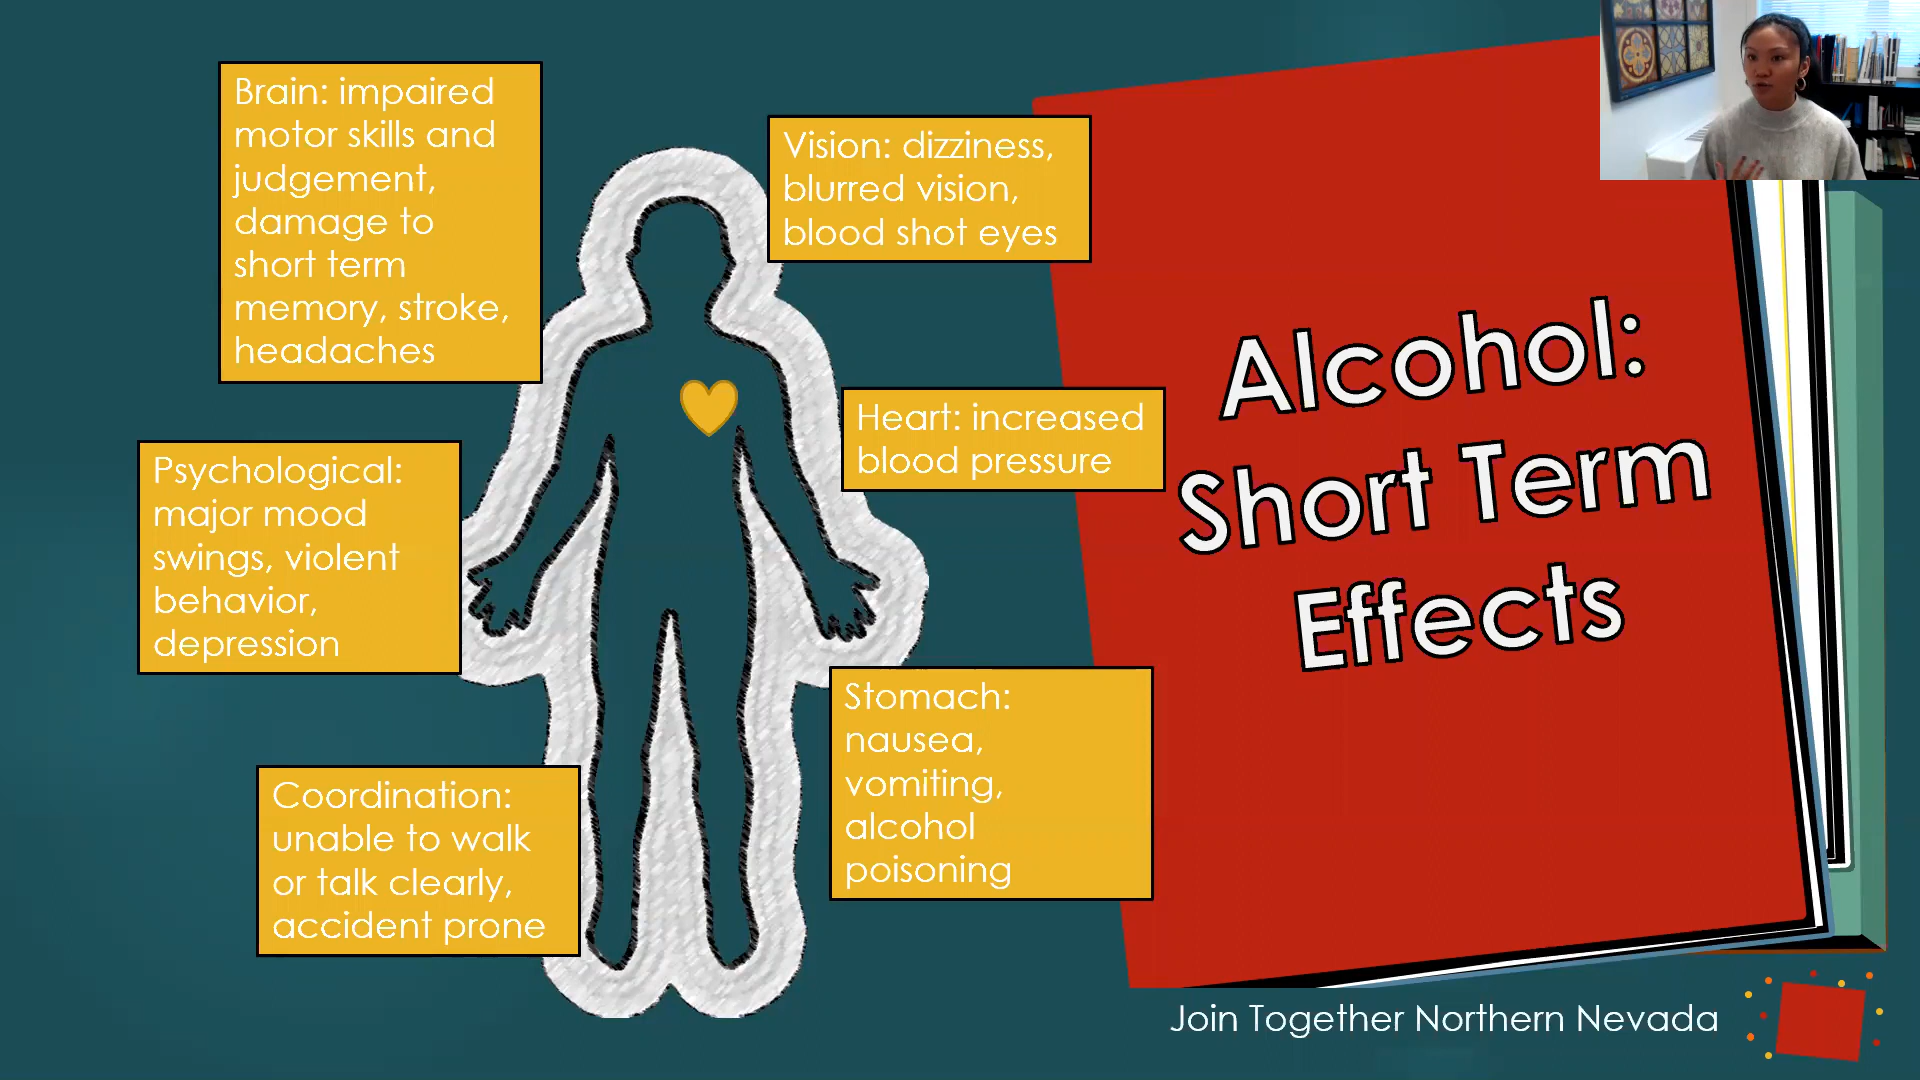 Brain: impaired
motor skills and
judgement,
damage to
short term
memory, stroke,
headaches
Vision: dizziness,
blurred vision,
blood shot eyes
Heart: increased
blood pressure
Psychological:
major mood
swings, violent
behavior,
depression
Stomach:
nausea,
vomiting,
alcohol
poisoning
Coordination:
unable to walk
or talk clearly,
accident prone
Alcohol:
Short Term
Effects
Join Together Northern Nevada